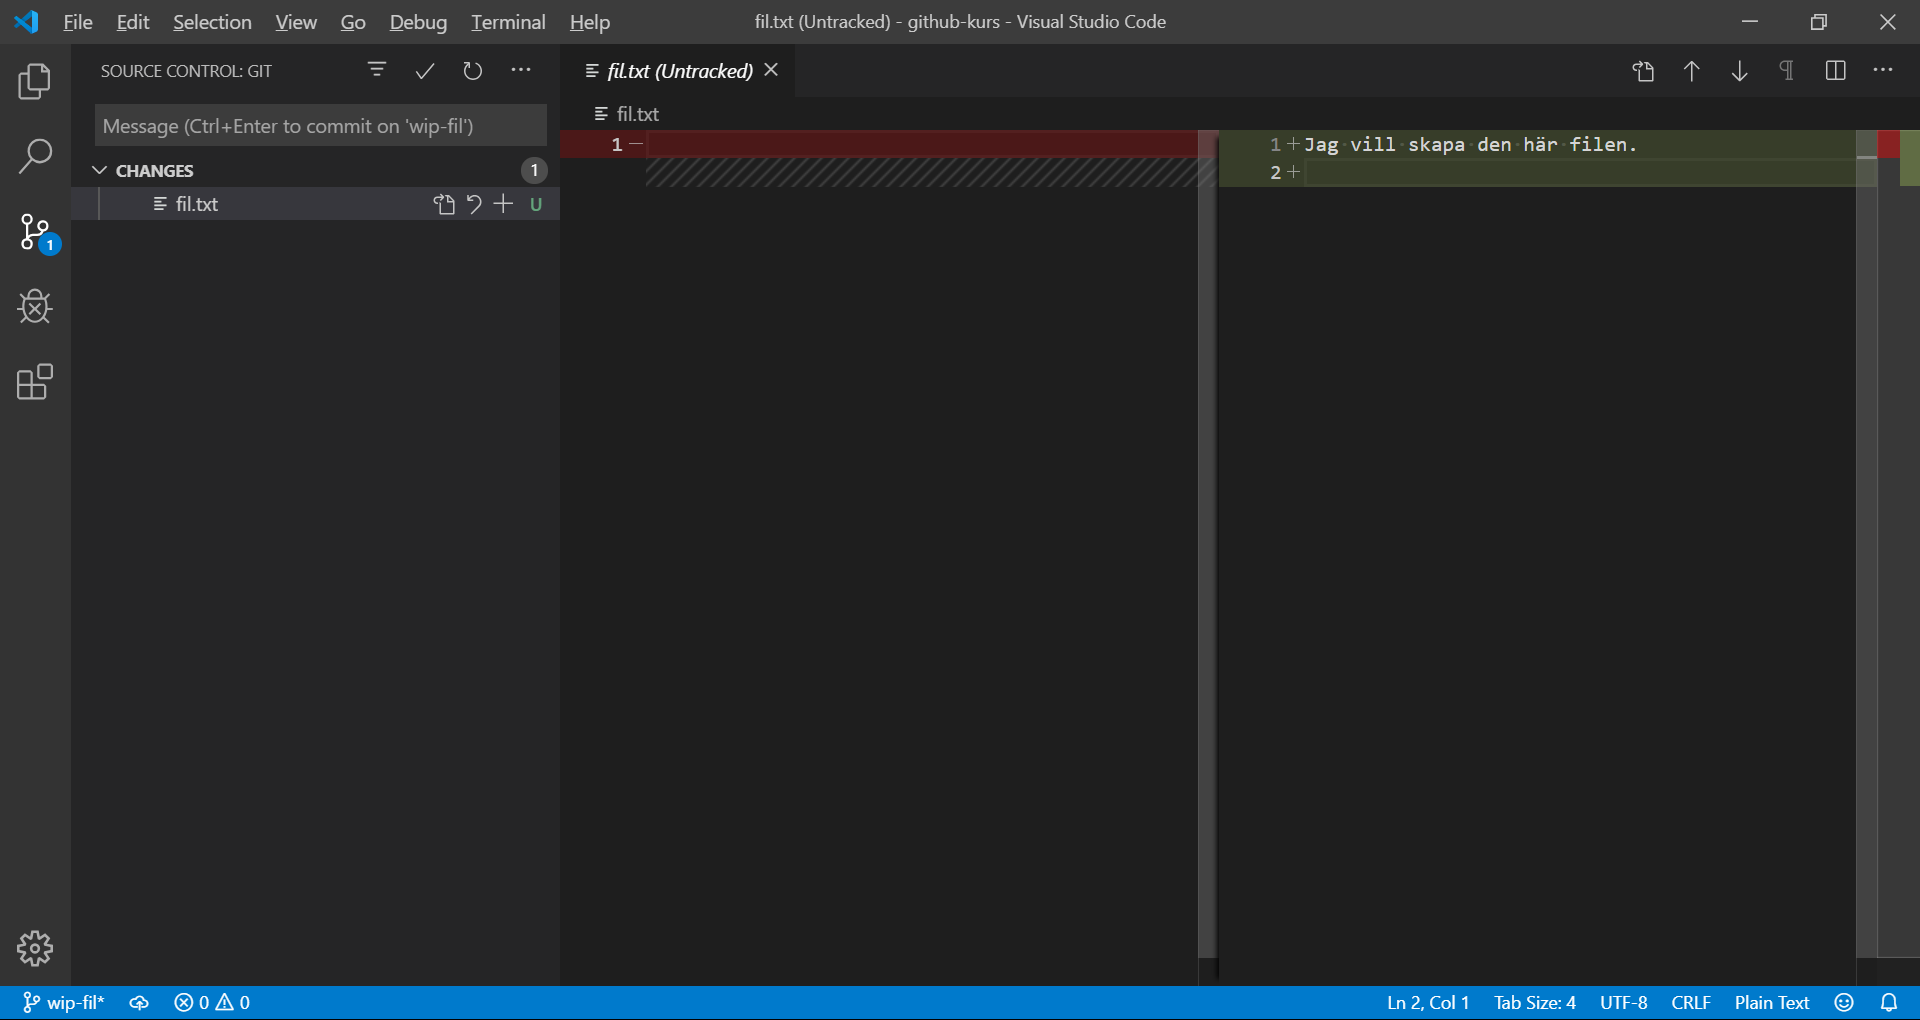 File Edit Selection View Go Debug Terminal Help
fil.txt (Untracked) - github-kurs - Visual Studio Code
SOURCE CONTROL: GIT
fil.txt (Untracked)
Message (Ctrl+Enter to commit on 'wip-fil')
CHANGES 1
fil.txt U
1
fil.txt
1 −
1 + Jag vill skapa den här filen.
2 +
wip-fil* 0 0
Ln 2, Col 1 Tab Size: 4 UTF-8 CRLF Plain Text